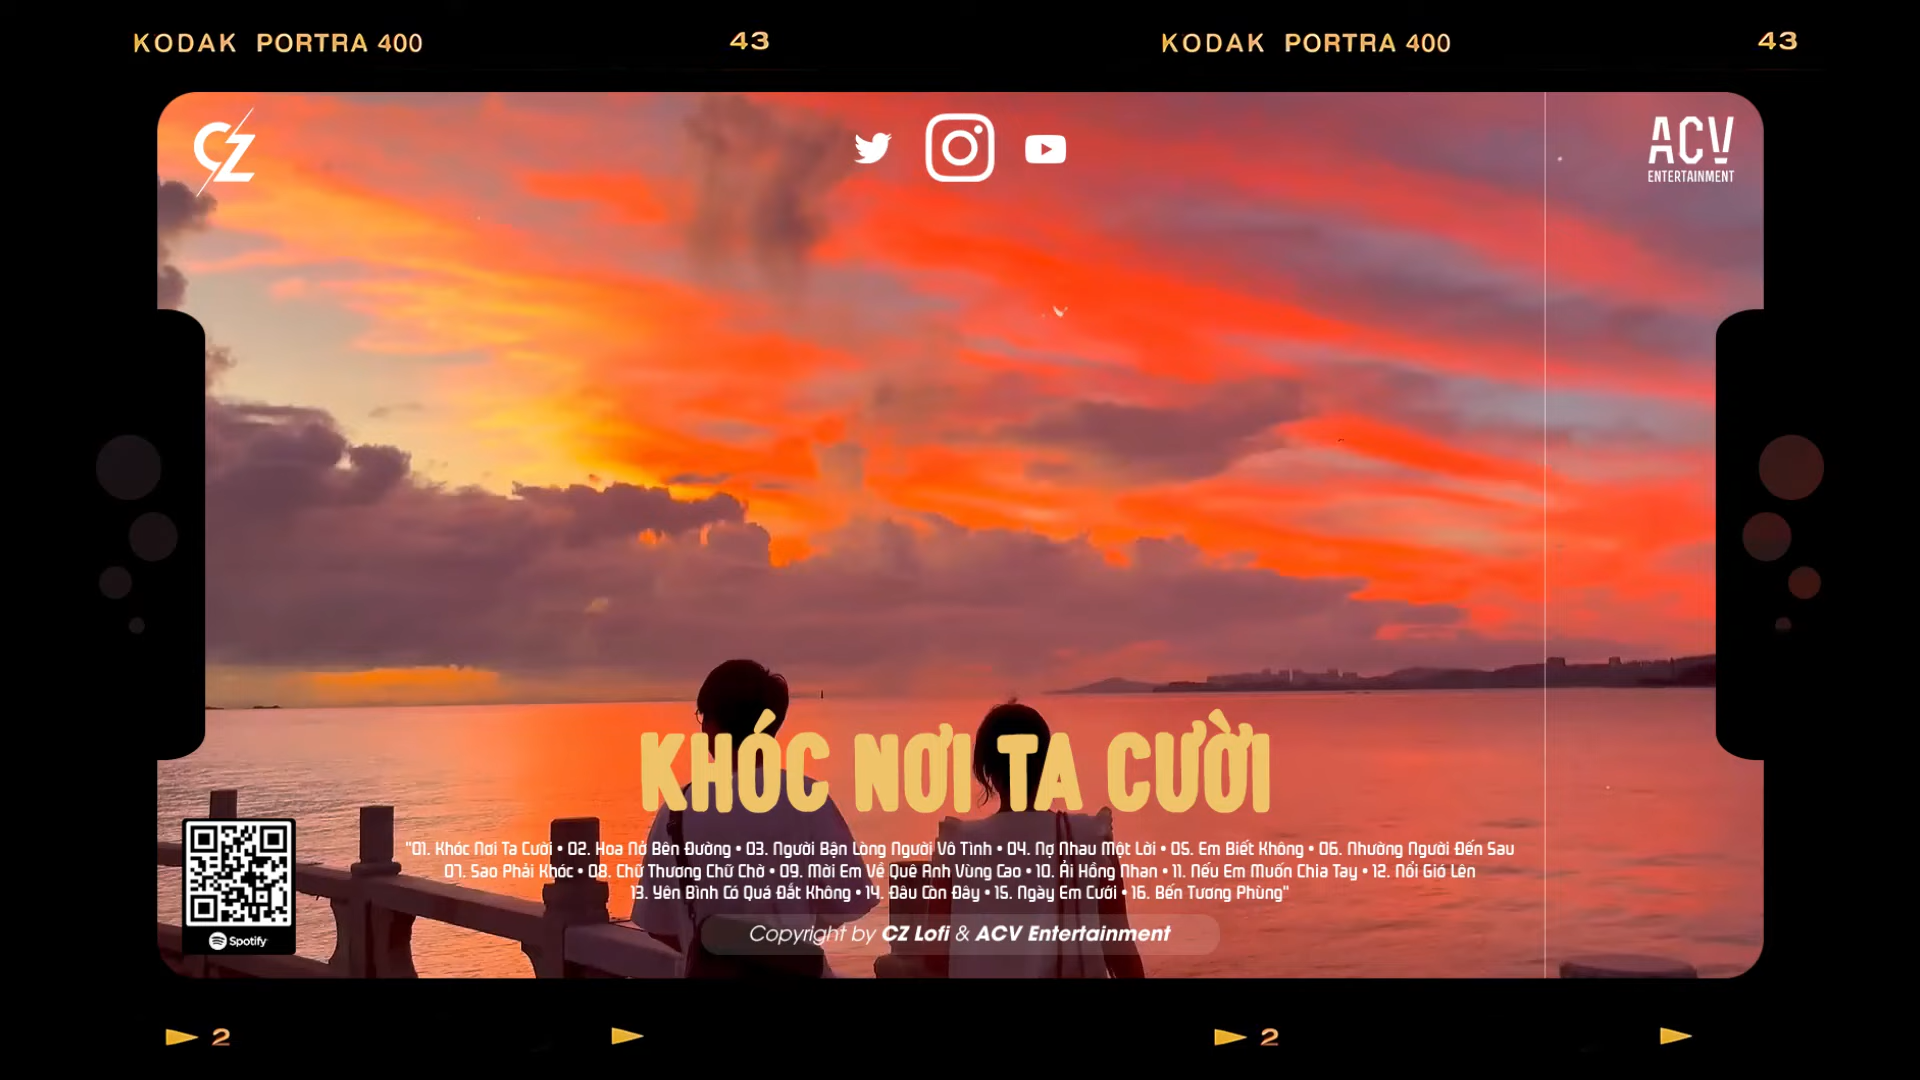 KODAK PORTRA 400 43 KODAK PORTRA 400 43
CZ
ACV
ENTERTAINMENT
KHÓC NƠI TA CƯỜI
"01. Khóc Nơi Ta Cười • 02. Hoa Nở Bên Đường • 03. Người Bận Lòng Người Vô Tình • 04. Nợ Nhau Một Lời • 05. Em Biết Không • 06. Nhường Người Đến Sau
07. Sao Phải Khóc • 08. Chữ Thương Chữ Chờ • 09. Mời Em Về Quê Anh Vùng Cao • 10. Ải Hồng Nhan • 11. Nếu Em Muốn Chia Tay • 12. Nổi Gió Lên
13. Yên Bình Có Quá Đắt Không • 14. Đâu Còn Đây • 15. Ngày Em Cưới • 16. Bến Tương Phùng"
Spotify
Copyright by CZ Lofi & ACV Entertainment
2 2